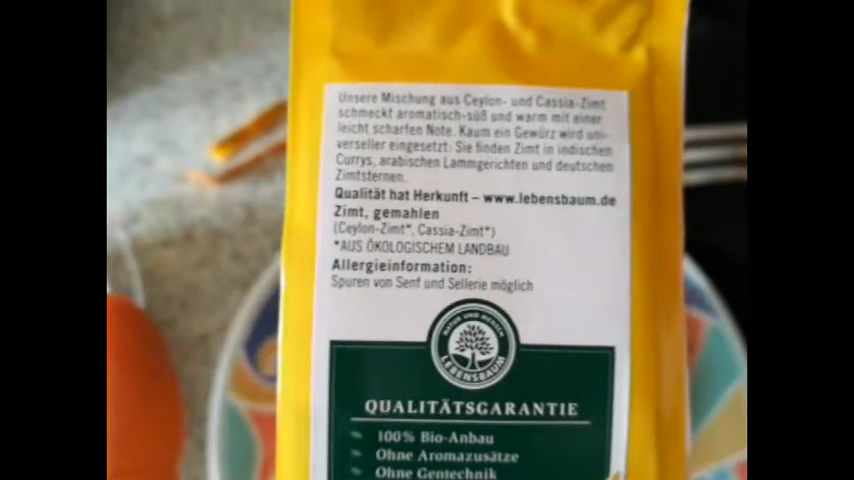 Unsere Mischung aus Ceylon- und Cassia-Zimt
schmeckt aromatisch-süß und warm mit einer
leicht scharfen Note. Kaum ein Gewürz wird uni-
verseller eingesetzt: Sie finden Zimt in indischen
Currys, arabischen Lammgerichten und deutschen
Zimtsternen.
Qualität hat Herkunft – www.lebensbaum.de
Zimt, gemahlen
(Ceylon-Zimt*, Cassia-Zimt*)
*AUS ÖKOLOGISCHEM LANDBAU
Allergieinformation:
Spuren von Senf und Sellerie möglich
NATUR UND MENSCH
LEBENSBAUM
QUALITÄTSGARANTIE
100% Bio-Anbau
Ohne Aromazusätze
Ohne Gentechnik